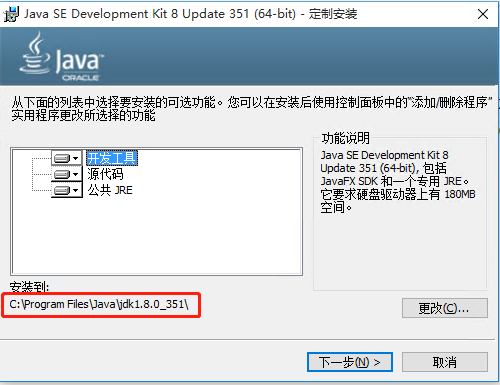 Java SE Development Kit 8 Update 351 (64-bit) - 定制安装
Java
ORACLE
从下面的列表中选择要安装的可选功能。您可以在安装后使用控制面板中的"添加/删除程序"
实用程序更改所选择的功能
开发工具
源代码
公共 JRE
功能说明
Java SE Development Kit 8
Update 351 (64-bit), 包括
JavaFX SDK 和一个专用 JRE。
它要求硬盘驱动器上有 180MB
空间。
安装到:
C:\Program Files\Java\jdk1.8.0_351\
更改(C)...
下一步(N) >
取消